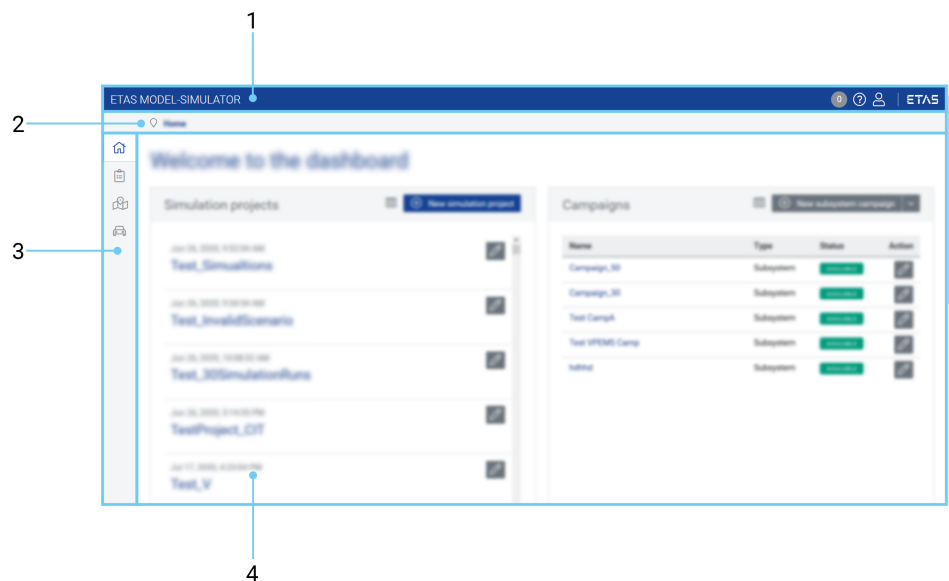 1
ETAS MODEL-SIMULATOR
0
ETAS
2
Home
Welcome to the dashboard
Simulation projects
New simulation project
Campaigns
New subsystem campaign
Name Type Status Action
Test_Simualtions
Campaign_50 Subsystem
Campaign_30 Subsystem
Test_InvalidScenario
Test CampA Subsystem
Test VPEMS Camp Subsystem
Test_30SimulationRuns
hdhhd Subsystem
TestProject_CIT
Test_V
3
4